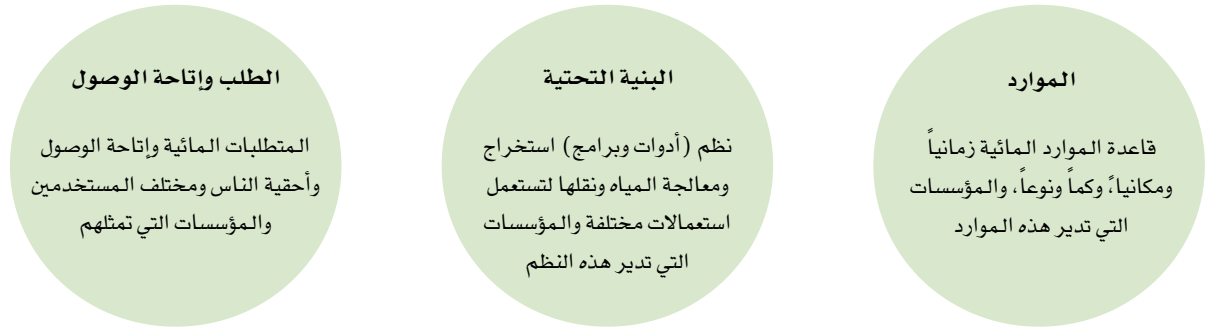 الموارد
قاعدة الموارد المائية زمانياً
ومكانياً، وكماً ونوعاً، والمؤسسات
التي تدير هذه الموارد
البنية التحتية
نظم (أدوات وبرامج) استخراج
ومعالجة المياه ونقلها لتستعمل
استعمالات مختلفة والمؤسسات
التي تدير هذه النظم
الطلب وإتاحة الوصول
المتطلبات المائية وإتاحة الوصول
وأحقية الناس ومختلف المستخدمين
والمؤسسات التي تمثلهم